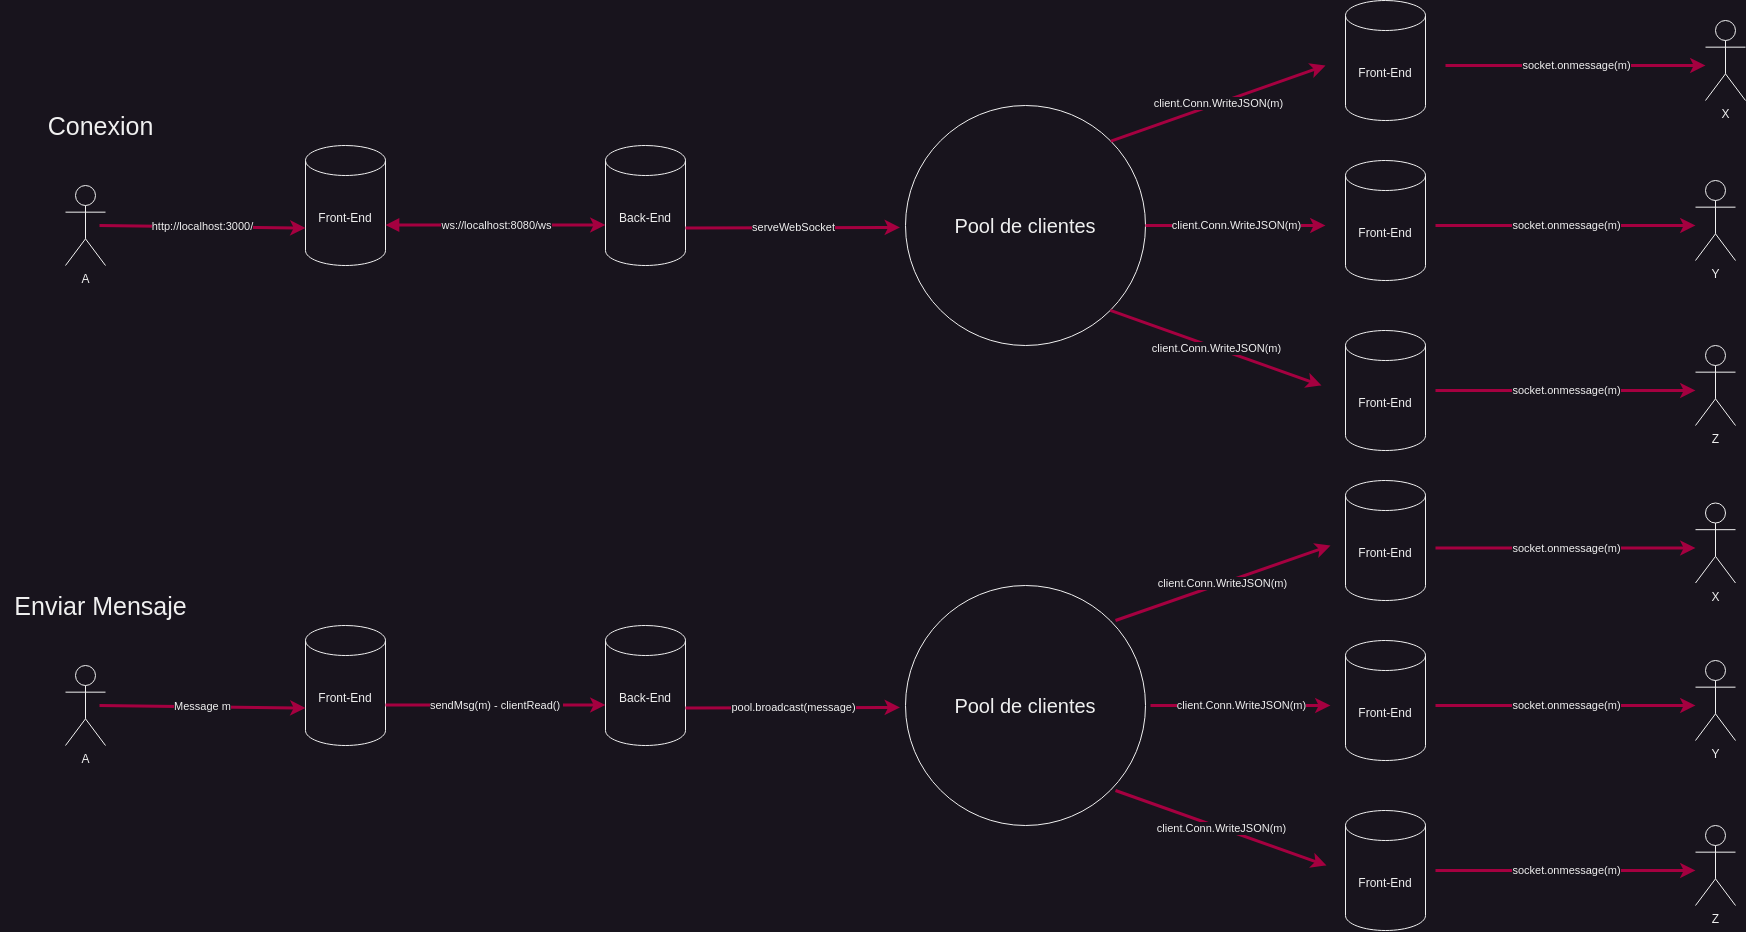 Front-End
socket.onmessage(m)
client.Conn.WriteJSON(m)
X
Conexion
http://localhost:3000/
Front-End
ws://localhost:8080/ws
Back-End
serveWebSocket
Pool de clientes
client.Conn.WriteJSON(m)
Front-End
socket.onmessage(m)
A
Y
client.Conn.WriteJSON(m)
Front-End
socket.onmessage(m)
Z
Front-End
socket.onmessage(m)
client.Conn.WriteJSON(m)
X
Enviar Mensaje
Message m
Front-End
sendMsg(m) - clientRead()
Back-End
pool.broadcast(message)
Pool de clientes
client.Conn.WriteJSON(m)
Front-End
socket.onmessage(m)
A
Y
client.Conn.WriteJSON(m)
Front-End
socket.onmessage(m)
Z